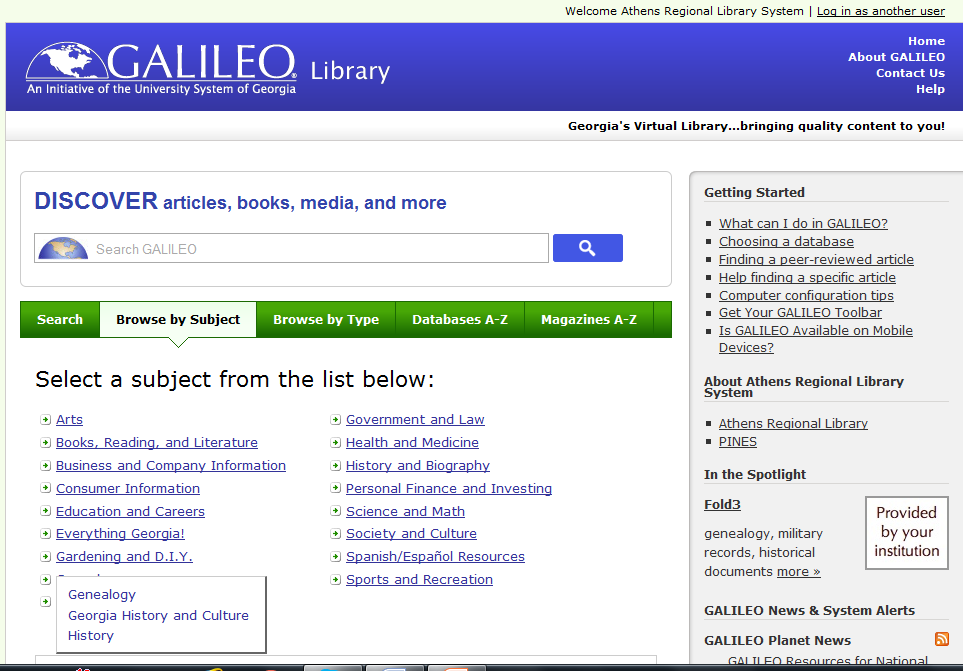 Welcome Athens Regional Library System | Log in as another user
GALILEO® Library
An Initiative of the University System of Georgia
Home
About GALILEO
Contact Us
Help
Georgia's Virtual Library...bringing quality content to you!
DISCOVER articles, books, media, and more
Search GALILEO
Search Browse by Subject Browse by Type Databases A-Z Magazines A-Z
Select a subject from the list below:
Arts
Books, Reading, and Literature
Business and Company Information
Consumer Information
Education and Careers
Everything Georgia!
Gardening and D.I.Y.
Genealogy
Georgia History and Culture
History
Government and Law
Health and Medicine
History and Biography
Personal Finance and Investing
Science and Math
Society and Culture
Spanish/Español Resources
Sports and Recreation
Getting Started
What can I do in GALILEO?
Choosing a database
Finding a peer-reviewed article
Help finding a specific article
Computer configuration tips
Get Your GALILEO Toolbar
Is GALILEO Available on Mobile
Devices?
About Athens Regional Library
System
Athens Regional Library
PINES
In the Spotlight
Fold3
genealogy, military
records, historical
documents more »
Provided
by your
institution
GALILEO News & System Alerts
GALILEO Planet News
GALILEO Resources for National